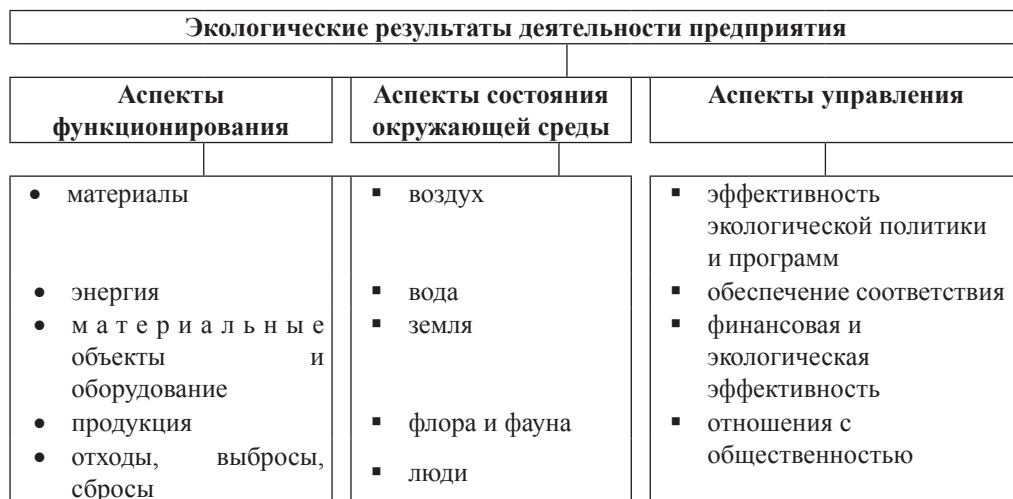 Экологические результаты деятельности предприятия
Аспекты
функционирования
Аспекты состояния
окружающей среды
Аспекты управления
• материалы
• энергия
• материальные
объекты и
оборудование
• продукция
• отходы, выбросы,
сбросы
▪ воздух
▪ вода
▪ земля
▪ флора и фауна
▪ люди
▪ эффективность
экологической политики
и программ
▪ обеспечение соответствия
▪ финансовая и
экологическая
эффективность
▪ отношения с
общественностью